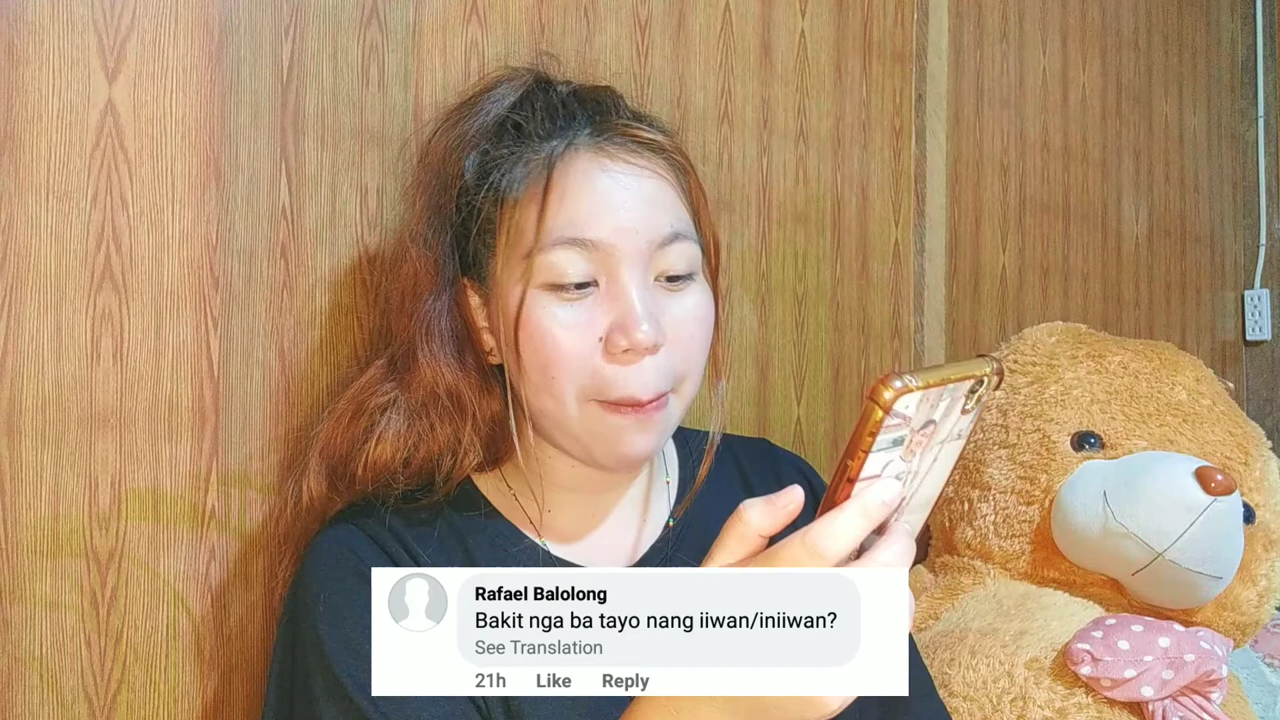 Rafael Balolong
Bakit nga ba tayo nang iiwan/iniiwan?
See Translation
21h Like Reply